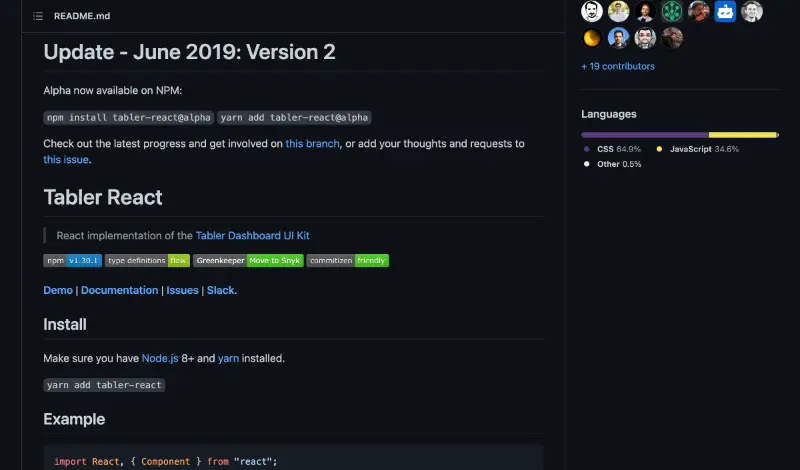 README.md
Update - June 2019: Version 2
Alpha now available on NPM:
npm install tabler-react@alpha yarn add tabler-react@alpha
Check out the latest progress and get involved on this branch, or add your thoughts and requests to
this issue.
Tabler React
React implementation of the Tabler Dashboard UI Kit
npm v1.30.1 type definitions flow Greenkeeper Move to Snyk commitizen friendly
Demo | Documentation | Issues | Slack.
Install
Make sure you have Node.js 8+ and yarn installed.
yarn add tabler-react
Example
import React, { Component } from "react";
+ 19 contributors
Languages
CSS 64.9% JavaScript 34.6%
Other 0.5%